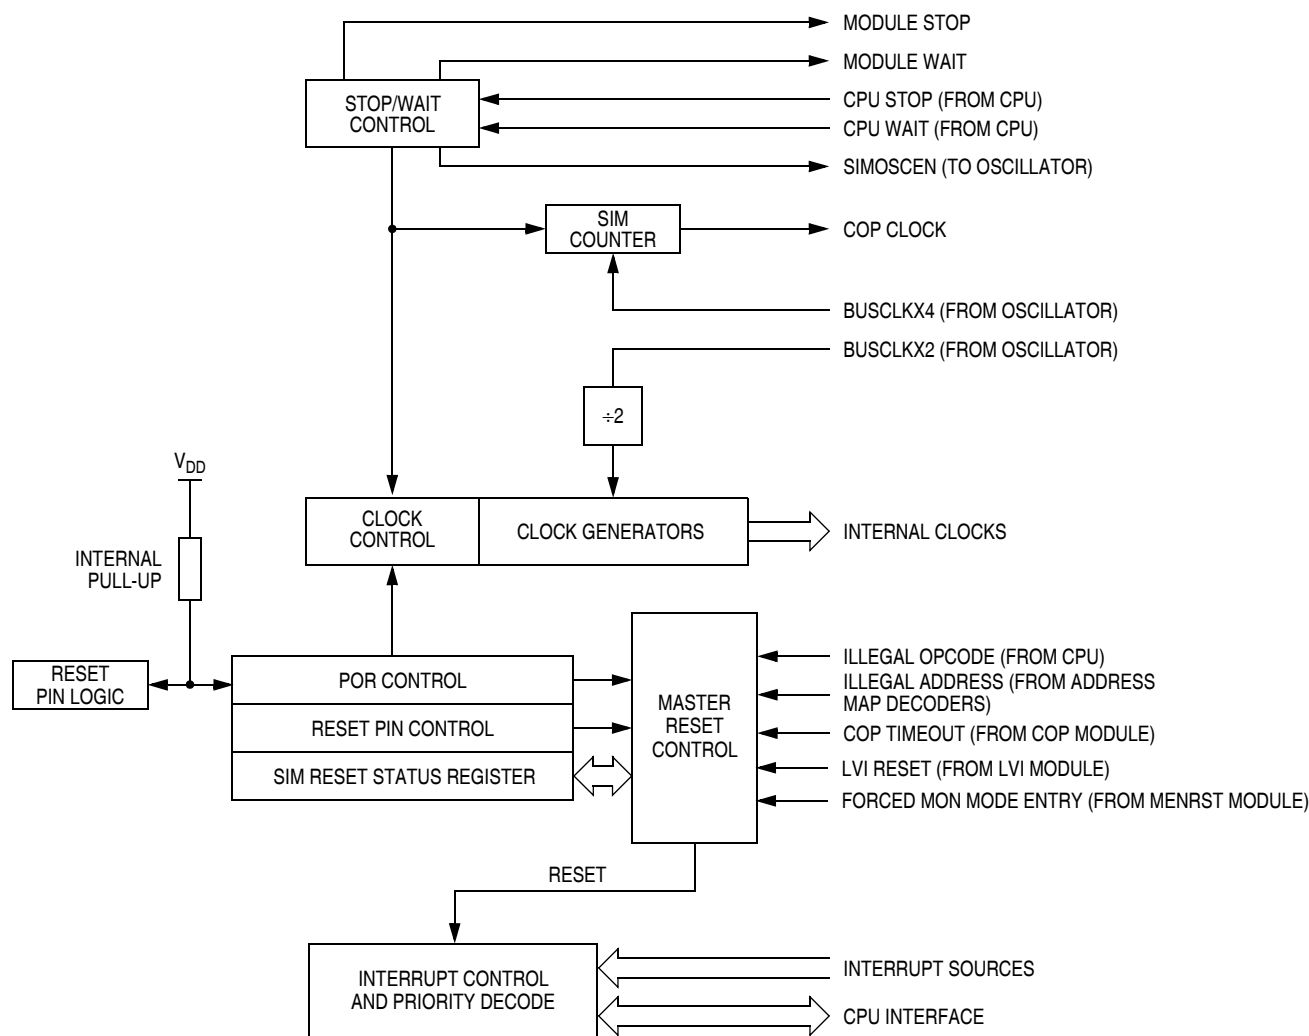 MODULE STOP
MODULE WAIT
STOP/WAIT
CONTROL
CPU STOP (FROM CPU)
CPU WAIT (FROM CPU)
SIMOSCEN (TO OSCILLATOR)
SIM
COUNTER
COP CLOCK
BUSCLKX4 (FROM OSCILLATOR)
BUSCLKX2 (FROM OSCILLATOR)
÷2
VDD
CLOCK
CONTROL
CLOCK GENERATORS
INTERNAL CLOCKS
INTERNAL
PULL-UP
RESET
PIN LOGIC
POR CONTROL
RESET PIN CONTROL
SIM RESET STATUS REGISTER
MASTER
RESET
CONTROL
ILLEGAL OPCODE (FROM CPU)
ILLEGAL ADDRESS (FROM ADDRESS
MAP DECODERS)
COP TIMEOUT (FROM COP MODULE)
LVI RESET (FROM LVI MODULE)
FORCED MON MODE ENTRY (FROM MENRST MODULE)
RESET
INTERRUPT CONTROL
AND PRIORITY DECODE
INTERRUPT SOURCES
CPU INTERFACE